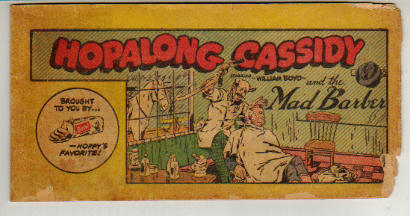 HOPALONG CASSIDY
STARRING WILLIAM BOYD
and the
Mad Barber
BROUGHT
TO YOU BY...
—HOPPY'S
FAVORITE!